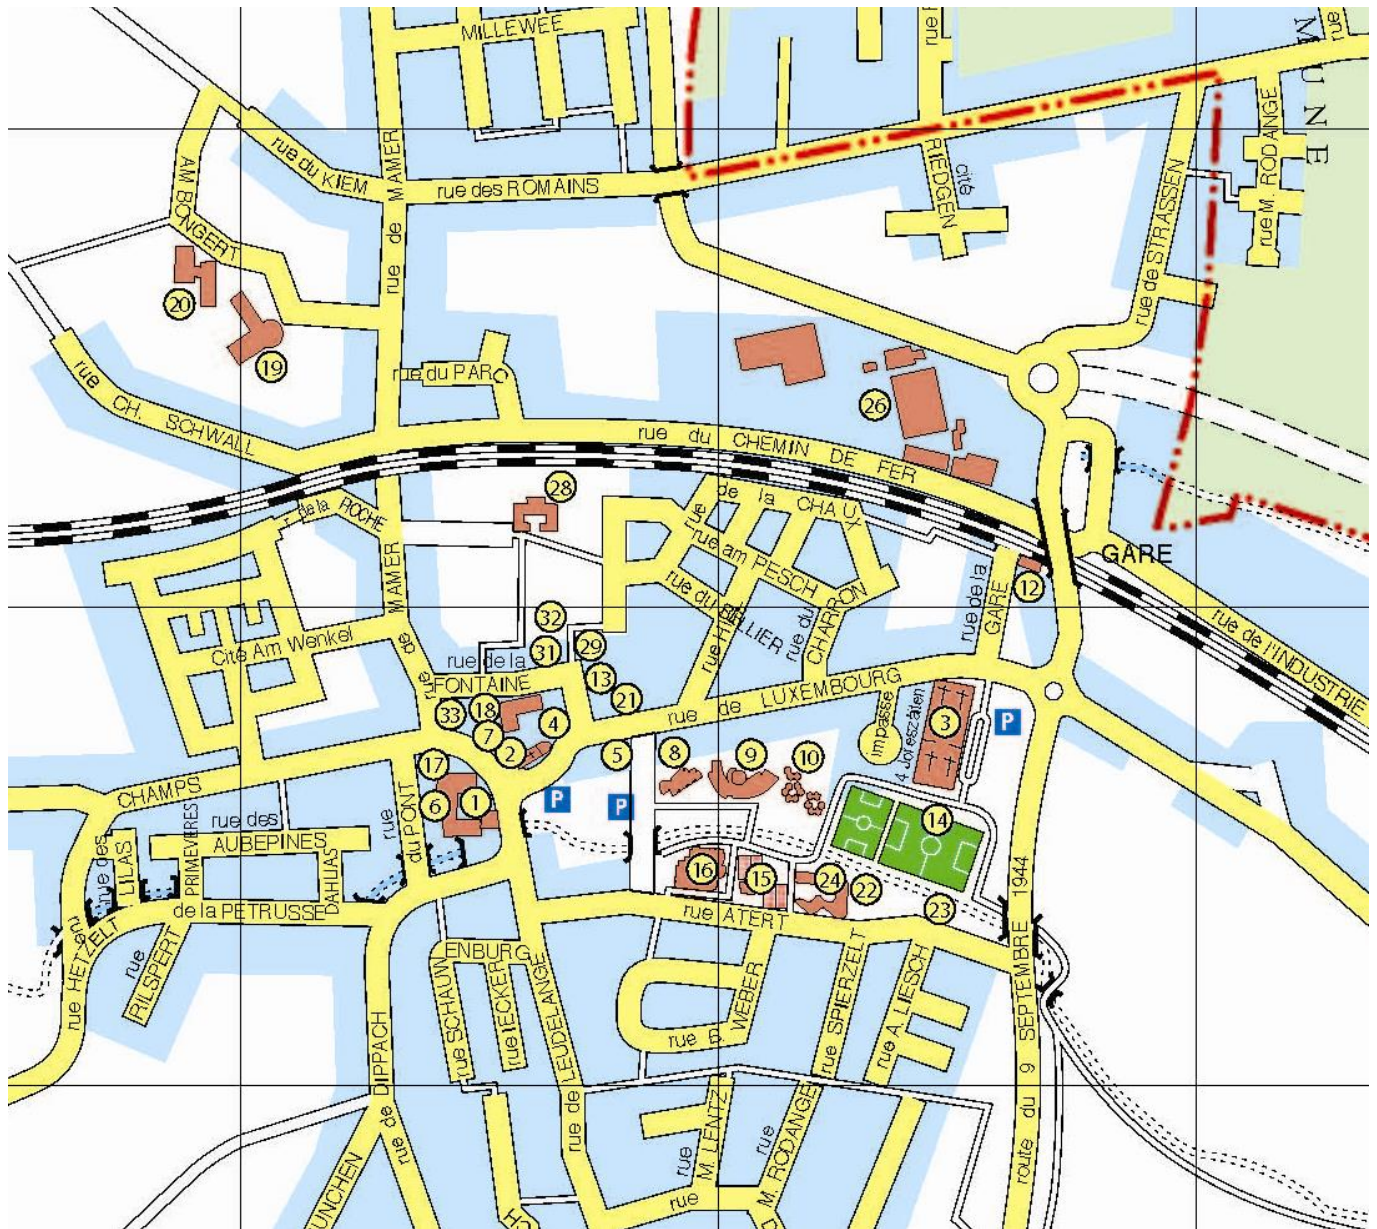 MILLEWEE
rue
MUNE
rue M. RODANGE
rue du KIEM
rue de MAMER
rue des ROMAINS
cité
RIEDGEN
rue de STRASSEN
AM BONGERT
20
19
rue du PARC
26
rue CH. SCHWALL
rue du CHEMIN DE FER
28
r. de la ROCHE
rue de la CHAUX
rue am PESCH
GARE
12
rue de la GARE
rue de MAMER
Cité Am Wenkel
32
31
29
13
21
rue du
rue du CHARRON
rue de l'INDUSTRIE
rue de la
FONTAINE
33
18
7
2
4
rue de LUXEMBOURG
impasse
4 Joreszäiten
3
P
5
8
9
10
17
6
1
P
P
14
CHAMPS
rue du PONT
rue des
AUBEPINES
PRIMEVERES
DAHLIAS
rue des LILAS
de la PETRUSSE
16
15
24
22
23
rue ATERT
rue HETZELT
rue
RILSPERT
ENBURG
rue SCHAUW
rue IECKER
rue de LEUDELANGE
rue B. WEBER
rue SPIERZELT
rue A. LIESCH
route du 9 SEPTEMBRE 1944
rue de DIPPACH
rue M. LENTZ
rue M. RODANGE
rue
UNCHEN
CH